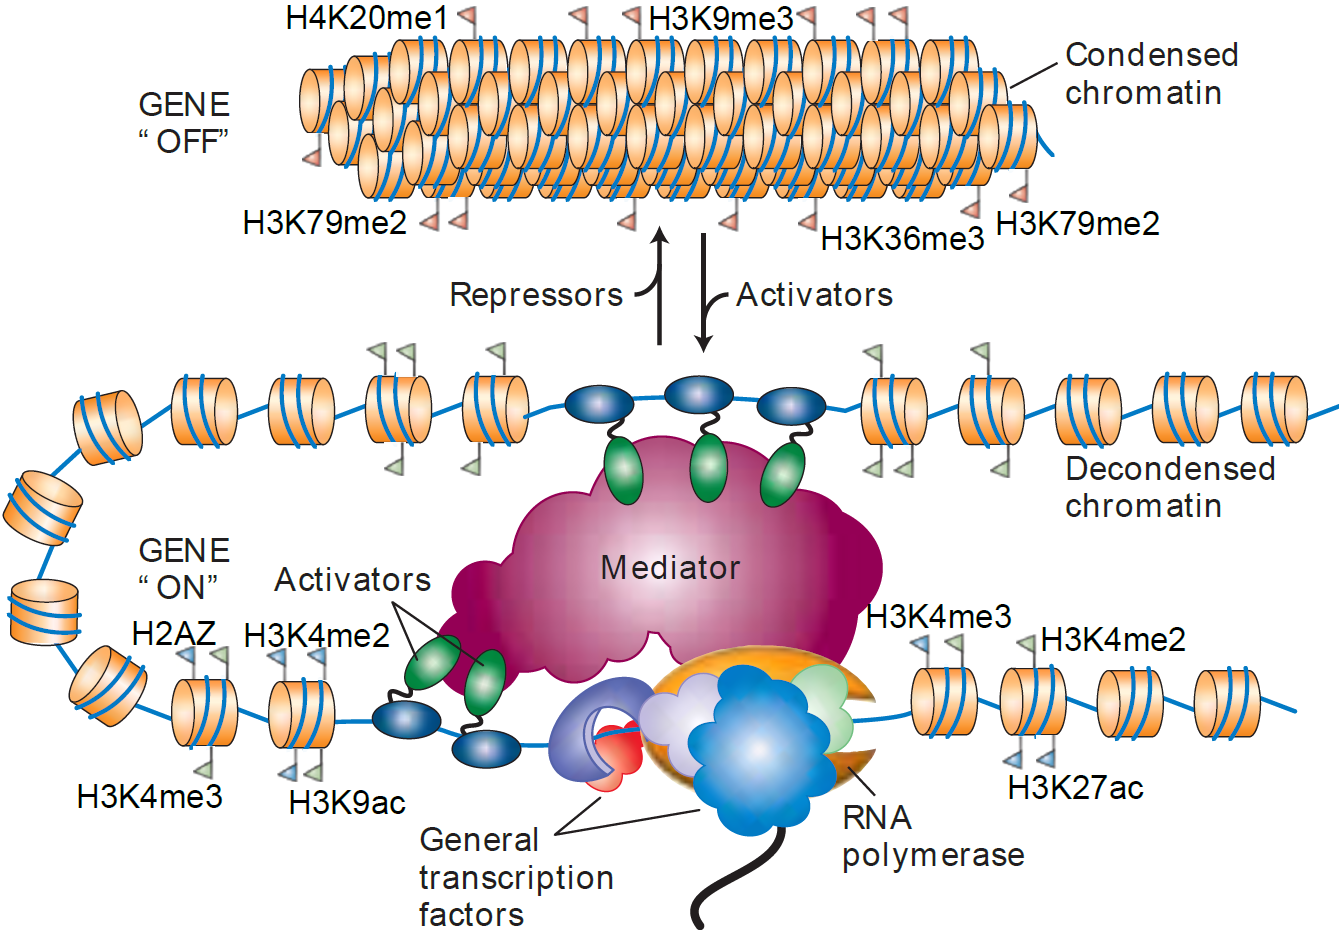 H4K20me1
H3K9me3
Condensed
chromatin
GENE
“ OFF”
H3K79me2
H3K36me3
H3K79me2
Repressors
Activators
Decondensed
chromatin
GENE
“ ON”
Activators
Mediator
H2AZ
H3K4me2
H3K4me3
H3K4me2
H3K4me3
H3K9ac
H3K27ac
General
transcription
factors
RNA
polymerase